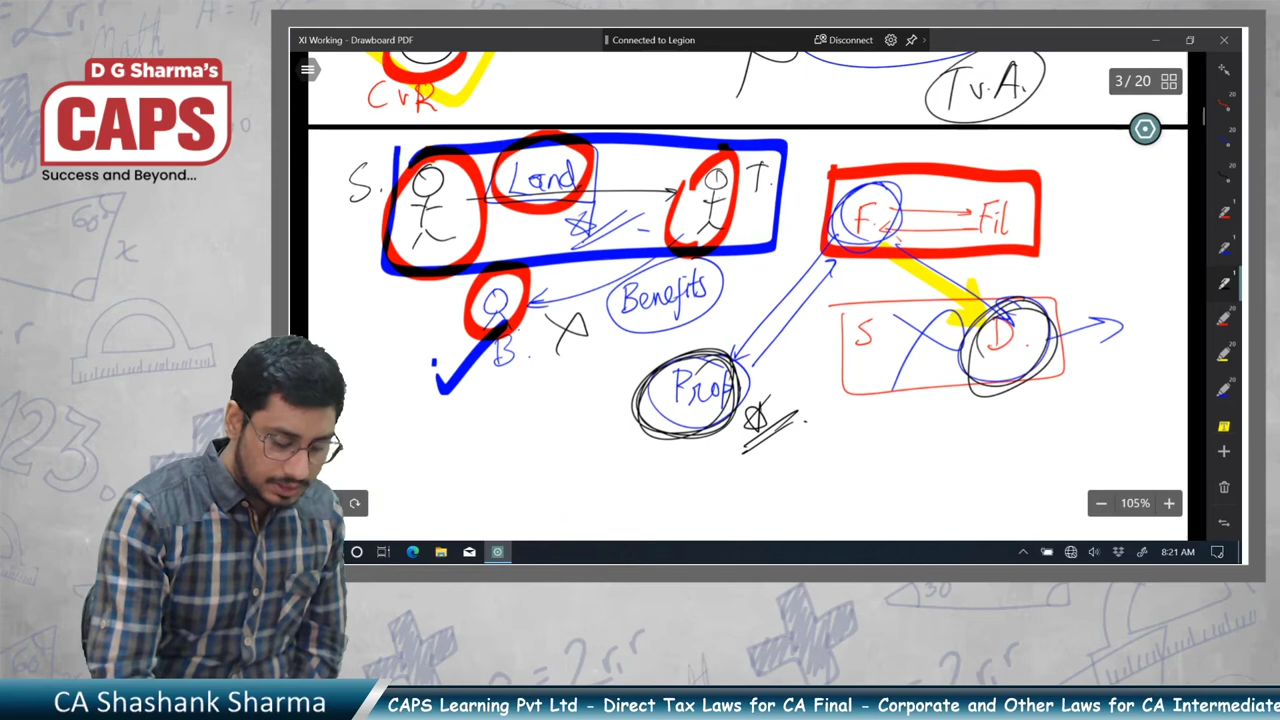 D G Sharma's
CAPS
Success and Beyond...
XI Working - Drawboard PDF
Connected to Legion
Disconnect
3 / 20
CvR
Tv.A.
S.
Land
T.
F.
Fil
Benefits
B.
S
D.
Prof
105%
8:21 AM
CA Shashank Sharma
CAPS Learning Pvt Ltd - Direct Tax Laws for CA Final - Corporate and Other Laws for CA Intermediate